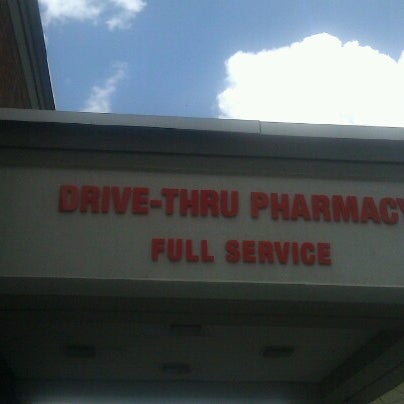 DRIVE-THRU PHARMACY
FULL SERVICE